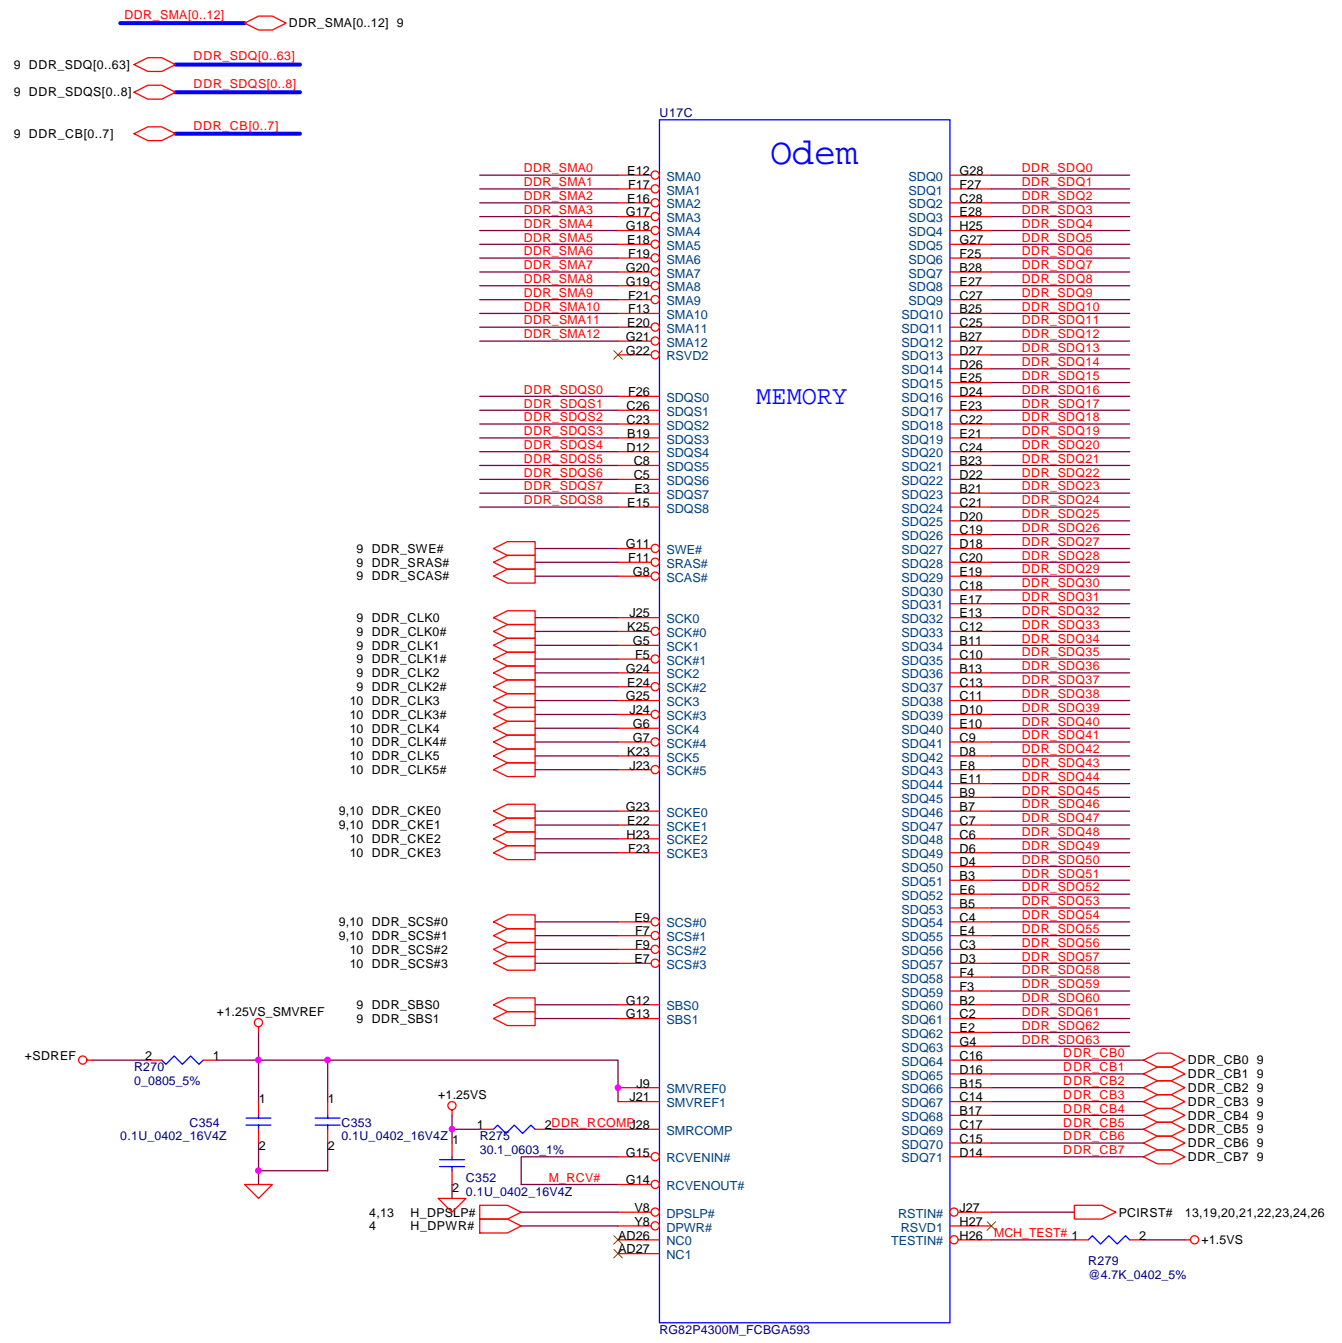 DDR_SMA[0..12] DDR_SMA[0..12] 9
9 DDR_SDQ[0..63] DDR_SDQ[0..63]
9 DDR_SDQS[0..8] DDR_SDQS[0..8]
9 DDR_CB[0..7] DDR_CB[0..7]
U17C
Odem
MEMORY
DDR_SMA0 E12 SMA0
DDR_SMA1 F17 SMA1
DDR_SMA2 E16 SMA2
DDR_SMA3 G17 SMA3
DDR_SMA4 G18 SMA4
DDR_SMA5 E18 SMA5
DDR_SMA6 F19 SMA6
DDR_SMA7 G20 SMA7
DDR_SMA8 G19 SMA8
DDR_SMA9 F21 SMA9
DDR_SMA10 F13 SMA10
DDR_SMA11 E20 SMA11
DDR_SMA12 G21 SMA12
G22 RSVD2
DDR_SDQS0 F26 SDQS0
DDR_SDQS1 C26 SDQS1
DDR_SDQS2 C23 SDQS2
DDR_SDQS3 B19 SDQS3
DDR_SDQS4 D12 SDQS4
DDR_SDQS5 C8 SDQS5
DDR_SDQS6 C5 SDQS6
DDR_SDQS7 E3 SDQS7
DDR_SDQS8 E15 SDQS8
9 DDR_SWE# G11 SWE#
9 DDR_SRAS# F11 SRAS#
9 DDR_SCAS# G8 SCAS#
9 DDR_CLK0 J25 SCK0
9 DDR_CLK0# K25 SCK#0
9 DDR_CLK1 G5 SCK1
9 DDR_CLK1# F5 SCK#1
9 DDR_CLK2 G24 SCK2
9 DDR_CLK2# E24 SCK#2
10 DDR_CLK3 G25 SCK3
10 DDR_CLK3# J24 SCK#3
10 DDR_CLK4 G6 SCK4
10 DDR_CLK4# G7 SCK#4
10 DDR_CLK5 K23 SCK5
10 DDR_CLK5# J23 SCK#5
9,10 DDR_CKE0 G23 SCKE0
9,10 DDR_CKE1 E22 SCKE1
10 DDR_CKE2 H23 SCKE2
10 DDR_CKE3 F23 SCKE3
9,10 DDR_SCS#0 E9 SCS#0
9,10 DDR_SCS#1 F7 SCS#1
10 DDR_SCS#2 F9 SCS#2
10 DDR_SCS#3 E7 SCS#3
9 DDR_SBS0 G12 SBS0
9 DDR_SBS1 G13 SBS1
+1.25VS_SMVREF
+SDREF 2 1
R270
0_0805_5%
J9 SMVREF0
J21 SMVREF1
1 C354 2
0.1U_0402_16V4Z
1 C353 2
0.1U_0402_16V4Z
+1.25VS
1 2 DDR_RCOMP J28 SMRCOMP
R275
30.1_0603_1%
1 C352 2
0.1U_0402_16V4Z
G15 RCVENIN#
M_RCV# G14 RCVENOUT#
4,13 H_DPSLP# V8 DPSLP#
4 H_DPWR# Y8 DPWR#
AD26 NC0
AD27 NC1
SDQ0 G28 DDR_SDQ0
SDQ1 F27 DDR_SDQ1
SDQ2 C28 DDR_SDQ2
SDQ3 E28 DDR_SDQ3
SDQ4 H25 DDR_SDQ4
SDQ5 G27 DDR_SDQ5
SDQ6 F25 DDR_SDQ6
SDQ7 B28 DDR_SDQ7
SDQ8 E27 DDR_SDQ8
SDQ9 C27 DDR_SDQ9
SDQ10 B25 DDR_SDQ10
SDQ11 C25 DDR_SDQ11
SDQ12 B27 DDR_SDQ12
SDQ13 D27 DDR_SDQ13
SDQ14 D26 DDR_SDQ14
SDQ15 E25 DDR_SDQ15
SDQ16 D24 DDR_SDQ16
SDQ17 E23 DDR_SDQ17
SDQ18 C22 DDR_SDQ18
SDQ19 E21 DDR_SDQ19
SDQ20 C24 DDR_SDQ20
SDQ21 B23 DDR_SDQ21
SDQ22 D22 DDR_SDQ22
SDQ23 B21 DDR_SDQ23
SDQ24 C21 DDR_SDQ24
SDQ25 D20 DDR_SDQ25
SDQ26 C19 DDR_SDQ26
SDQ27 D18 DDR_SDQ27
SDQ28 C20 DDR_SDQ28
SDQ29 E19 DDR_SDQ29
SDQ30 C18 DDR_SDQ30
SDQ31 E17 DDR_SDQ31
SDQ32 E13 DDR_SDQ32
SDQ33 C12 DDR_SDQ33
SDQ34 B11 DDR_SDQ34
SDQ35 C10 DDR_SDQ35
SDQ36 B13 DDR_SDQ36
SDQ37 C13 DDR_SDQ37
SDQ38 C11 DDR_SDQ38
SDQ39 D10 DDR_SDQ39
SDQ40 E10 DDR_SDQ40
SDQ41 C9 DDR_SDQ41
SDQ42 D8 DDR_SDQ42
SDQ43 E8 DDR_SDQ43
SDQ44 E11 DDR_SDQ44
SDQ45 B9 DDR_SDQ45
SDQ46 B7 DDR_SDQ46
SDQ47 C7 DDR_SDQ47
SDQ48 C6 DDR_SDQ48
SDQ49 D6 DDR_SDQ49
SDQ50 D4 DDR_SDQ50
SDQ51 B3 DDR_SDQ51
SDQ52 E6 DDR_SDQ52
SDQ53 B5 DDR_SDQ53
SDQ54 C4 DDR_SDQ54
SDQ55 E4 DDR_SDQ55
SDQ56 C3 DDR_SDQ56
SDQ57 D3 DDR_SDQ57
SDQ58 F4 DDR_SDQ58
SDQ59 F3 DDR_SDQ59
SDQ60 B2 DDR_SDQ60
SDQ61 C2 DDR_SDQ61
SDQ62 E2 DDR_SDQ62
SDQ63 G4 DDR_SDQ63
SDQ64 C16 DDR_CB0 DDR_CB0 9
SDQ65 D16 DDR_CB1 DDR_CB1 9
SDQ66 B15 DDR_CB2 DDR_CB2 9
SDQ67 C14 DDR_CB3 DDR_CB3 9
SDQ68 B17 DDR_CB4 DDR_CB4 9
SDQ69 C17 DDR_CB5 DDR_CB5 9
SDQ70 C15 DDR_CB6 DDR_CB6 9
SDQ71 D14 DDR_CB7 DDR_CB7 9
RSTIN# J27 PCIRST# 13,19,20,21,22,23,24,26
RSVD1 H27
TESTIN# H26 MCH_TEST# 1 2 +1.5VS
R279
@4.7K_0402_5%
RG82P4300M_FCBGA593